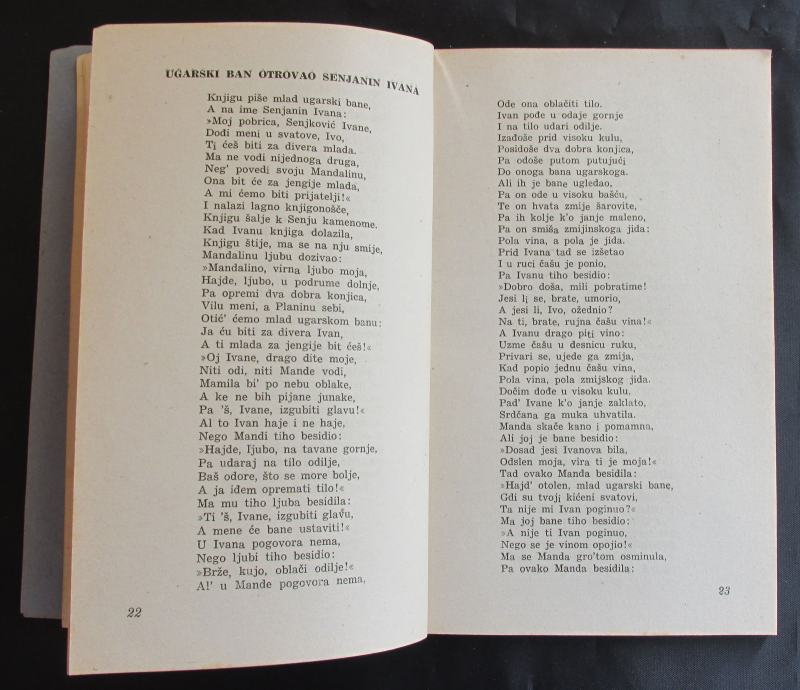 UGARSKI BAN OTROVAO SENJANIN IVANA
Knjigu piše mlad ugarski bane,
A na ime Senjanin Ivana:
»Moj pobrica, Senjković Ivane,
Dođi meni u svatove, Ivo,
Ti ćeš biti za divera mlada.
Ma ne vodi nijednoga druga,
Neg' povedi svoju Mandalinu,
Ona bit će za jengije mlada,
A mi ćemo biti prijatelji!«
I nalazi lagno knjigonošče,
Knjigu šalje k Senju kamenome.
Kad Ivanu knjiga dolazila,
Knjigu štije, ma se na nju smije,
Mandalinu ljubu dozivao:
»Mandalino, virna ljubo moja,
Hajde, ljubo, u podrume dolnje,
Pa opremi dva dobra konjica,
Vilu meni, a Planinu sebi,
Otić' ćemo mlad ugarskom banu:
Ja ću biti za divera Ivan,
A ti mlada za jengije bit ćeš!«
»Oj Ivane, drago dite moje,
Niti odi, niti Mande vodi,
Mamila bi' po nebu oblake,
A ke ne bih pijane junake,
Pa 'š, Ivane, izgubiti glavu!«
Al to Ivan haje i ne haje,
Nego Mandi tiho besidio:
»Hajde, ljubo, na tavane gornje,
Pa udaraj na tilo odilje,
Baš odore, što se more bolje,
A ja idem opremati tilo!«
Ma mu tiho ljuba besidila:
»Ti 'š, Ivane, izgubiti glavu,
A mene će bane ustaviti!«
U Ivana pogovora nema,
Nego ljubi tiho besidio:
»Brže, kujo, oblači odilje!«
Al' u Mande pogovora nema,
22
Ode ona oblačiti tilo.
Ivan pođe u odaje gornje
I na tilo udari odilje.
Izađoše prid visoku kulu,
Posidoše dva dobra konjica,
Pa odoše putom putujući
Do onoga bana ugarskoga.
Ali ih je bane ugledao,
Pa on ode u visoku bašću,
Te on hvata zmije šarovite,
Pa ih kolje k'o janje maleno,
Pa on smiša zmijinskoga jida:
Pola vina, a pola je jida.
Prid Ivana tad se izšetao
I u ruci čašu je ponio,
Pa Ivanu tiho besidio:
»Dobro doša, mili pobratime!
Jesi li se, brate, umorio,
A jesi li, Ivo, ožednio?
Na ti, brate, rujna čašu vina!«
A Ivanu drago piti vino:
Uzme čašu u desnicu ruku,
Privari se, ujede ga zmija,
Kad popio jednu čašu vina,
Pola vina, pola zmijskog jida.
Dočim dođe u visoku kulu,
Pad' Ivane k'o janje zaklato,
Srdčana ga muka uhvatila.
Manda skače kano i pomamna,
Ali joj je bane besidio:
»Dosad jesi Ivanova bila,
Odslen moja, vira ti je moja!«
Tad ovako Manda besidila:
»Hajd' otolen, mlad ugarski bane,
Gdi su tvoji kićeni svatovi,
Ta nije mi Ivan poginuo?«
Ma joj bane tiho besidio:
»A nije ti Ivan poginuo,
Nego se je vinom opojio!«
Ma se Manda gro'tom osminula,
Pa ovako Manda besidila:
23